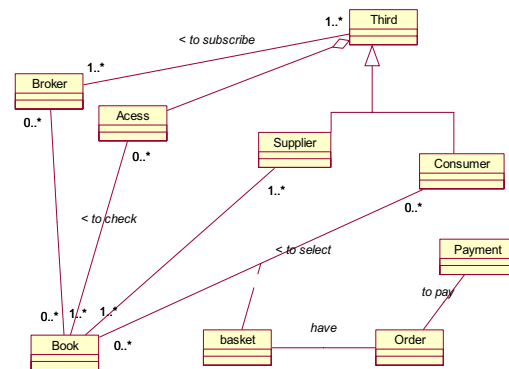 1..* Third
< to subscribe
Broker 1..*
0..* Acess
0..*
Supplier
1..*
Consumer
0..*
< to check
< to select
Payment
to pay
0..* 1..* 1..*
Book 0..*
basket have Order